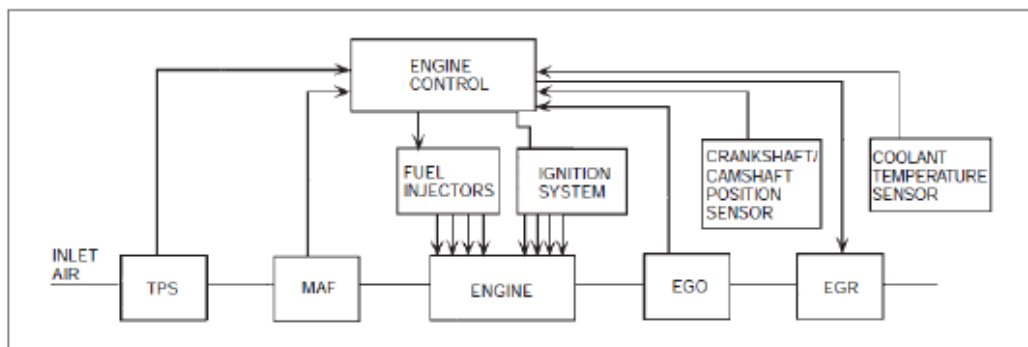 ENGINE
CONTROL
FUEL
INJECTORS
IGNITION
SYSTEM
CRANKSHAFT/
CAMSHAFT
POSITION
SENSOR
COOLANT
TEMPERATURE
SENSOR
INLET
AIR
TPS
MAF
ENGINE
EGO
EGR